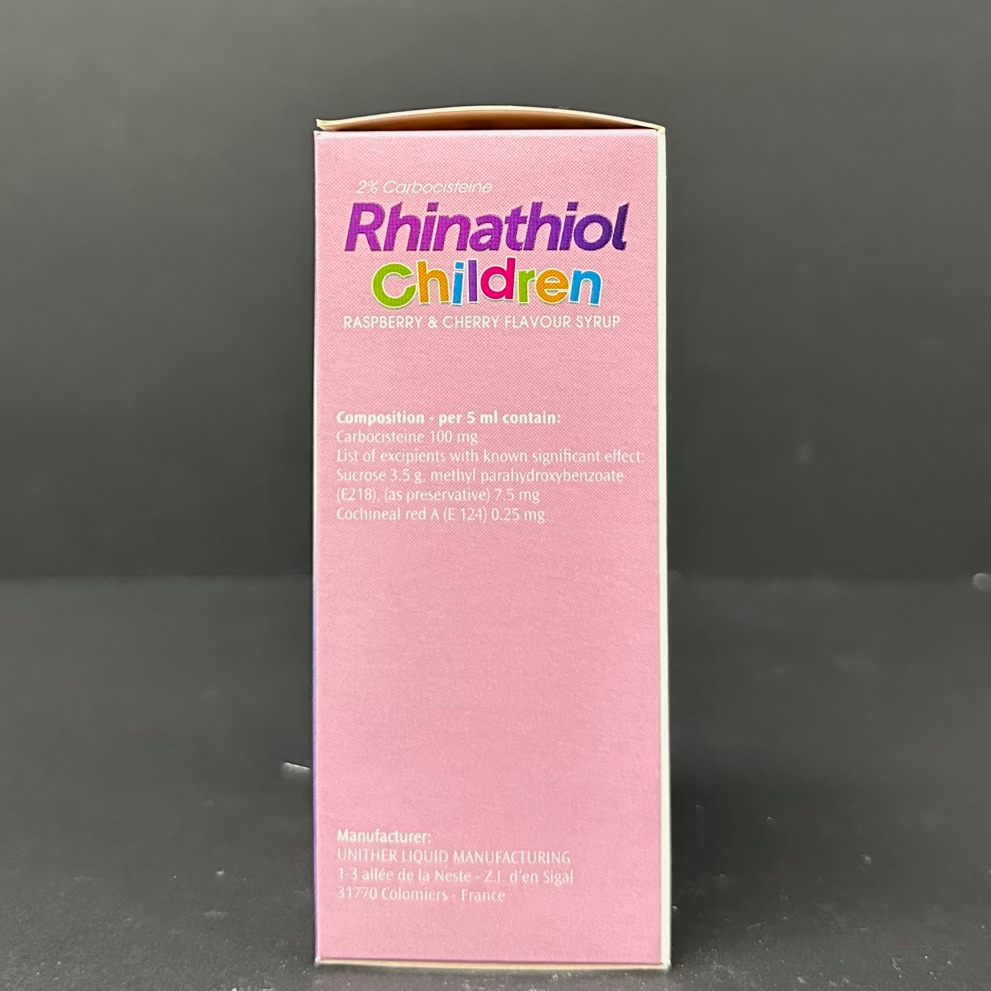 2% Carbocisteine
Rhinathiol
Children
RASPBERRY & CHERRY FLAVOUR SYRUP
Composition - per 5 ml contain:
Carbocisteine 100 mg
List of excipients with known significant effect:
Sucrose 3.5 g, methyl parahydroxybenzoate
(E218), (as preservative) 7.5 mg
Cochineal red A (E 124) 0.25 mg
Manufacturer:
UNITHER LIQUID MANUFACTURING
1-3 allée de la Neste - Z.I. d'en Sigal
31770 Colomiers - France